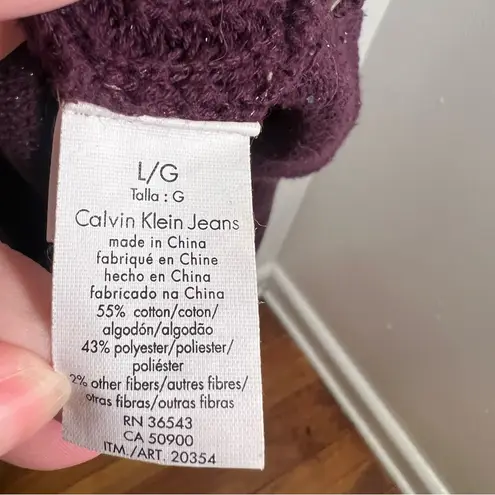 L/G
Talla : G
Calvin Klein Jeans
made in China
fabriqué en Chine
hecho en China
fabricado na China
55% cotton/coton/
algodón/algodão
43% polyester/poliester/
poliéster
2% other fibers/autres fibres/
otras fibras/outras fibras
RN 36543
CA 50900
ITM./ART. 20354